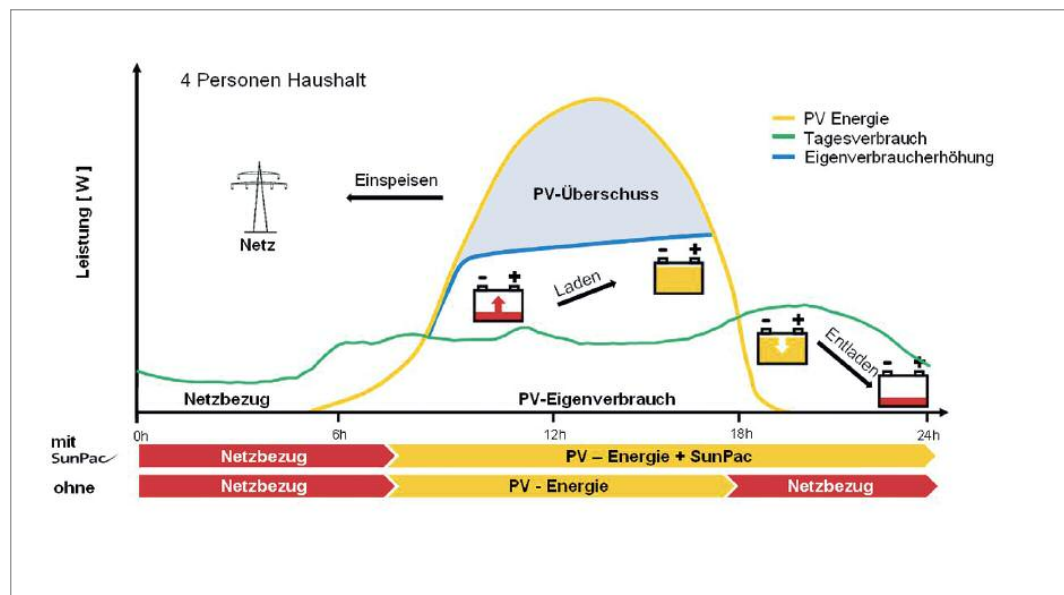 4 Personen Haushalt
PV Energie
Tagesverbrauch
Eigenverbraucherhöhung
Leistung [W]
Einspeisen
Netz
PV-Überschuss
- +
Laden
- +
- +
Entladen
- +
Netzbezug
PV-Eigenverbrauch
0h 6h 12h 18h 24h
mit SunPac
Netzbezug
PV – Energie + SunPac
ohne
Netzbezug
PV - Energie
Netzbezug